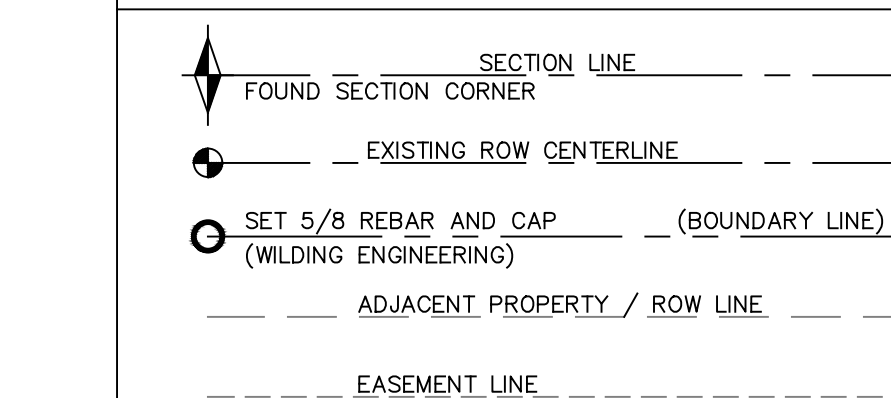 SECTION LINE
FOUND SECTION CORNER
EXISTING ROW CENTERLINE
SET 5/8 REBAR AND CAP (BOUNDARY LINE)
(WILDING ENGINEERING)
ADJACENT PROPERTY / ROW LINE
EASEMENT LINE